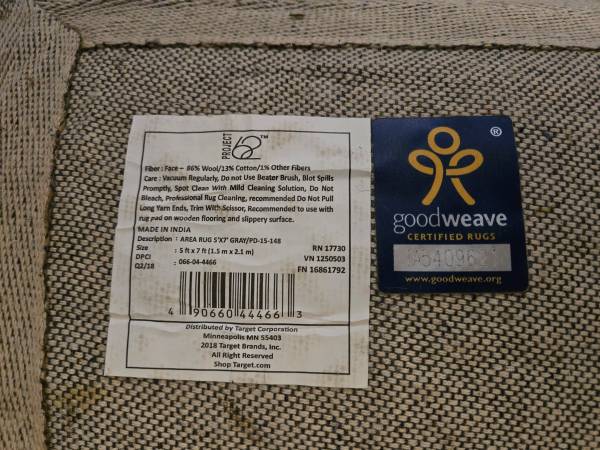 PROJECT 62™
Fiber : Face – 86% Wool/13% Cotton/1% Other Fibers
Care : Vacuum Regularly, Do not Use Beater Brush, Blot Spills
Promptly, Spot Clean With Mild Cleaning Solution, Do Not
Bleach, Professional Rug Cleaning, recommended Do Not Pull
Long Yarn Ends, Trim With Scissor, Recommended to use with
rug pad on wooden flooring and slippery surface.
MADE IN INDIA
Description : AREA RUG 5'X7' GRAY/PD-15-148
Size : 5 ft x 7 ft (1.5 m x 2.1 m) RN 17730
DPCI : 066-04-4466 VN 1250503
Q2/18 FN 16861792
4 90660 44466 3
Distributed by Target Corporation
Minneapolis MN 55403
2018 Target Brands, Inc.
All Right Reserved
Shop Target.com
®
goodweave
CERTIFIED RUGS
www.goodweave.org